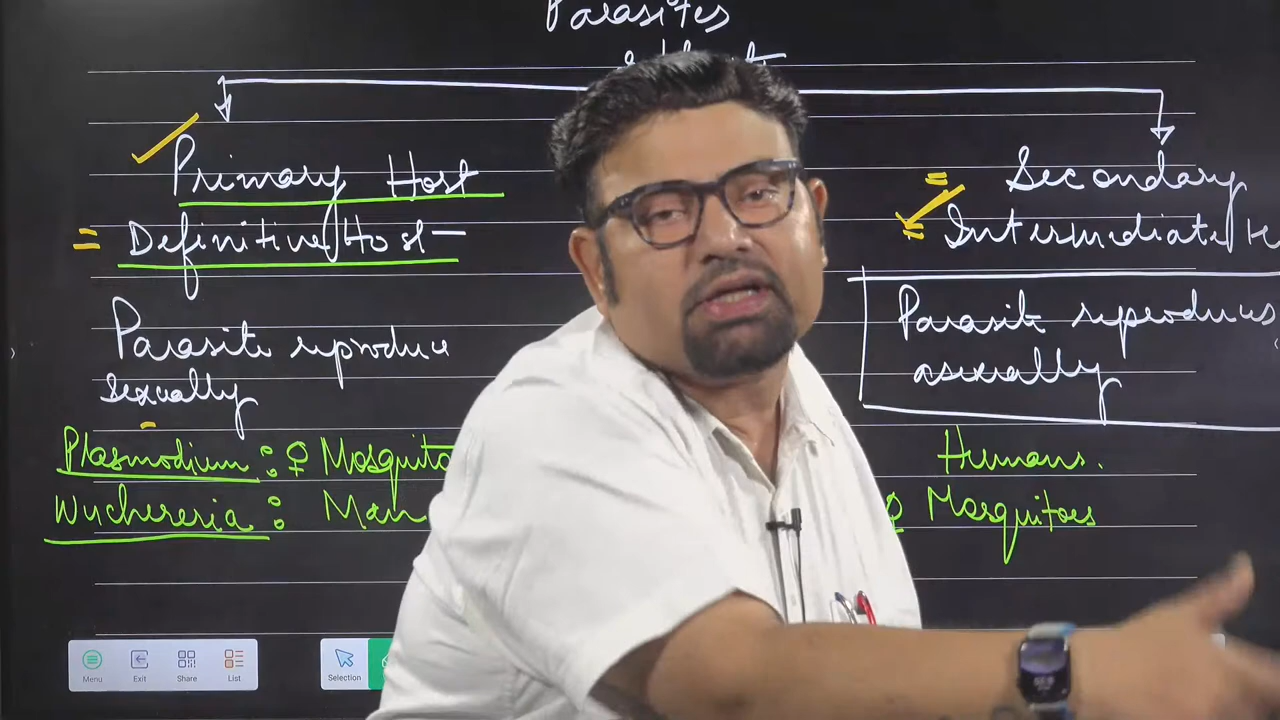 Parasites
Primary Host
= Definitive Host
Parasite reproduce
sexually
Plasmodium : ♀ Mosquito
Wuchereria : Man
= Secondary
= Intermediate H
Parasite reproduces
asexually
Humans.
♀ Mosquitoes
Menu
Exit
Share
List
Selection